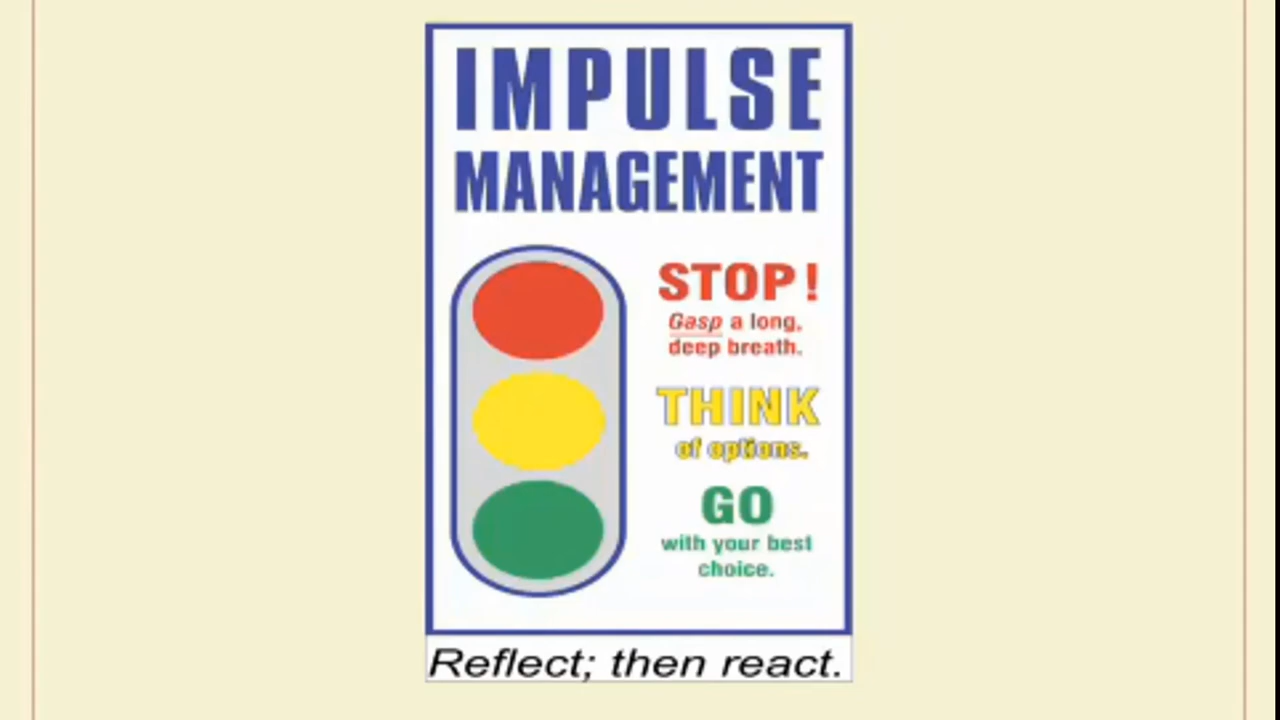 IMPULSE
MANAGEMENT
STOP!
Gasp a long,
deep breath.
THINK
of options.
GO
with your best
choice.
Reflect; then react.